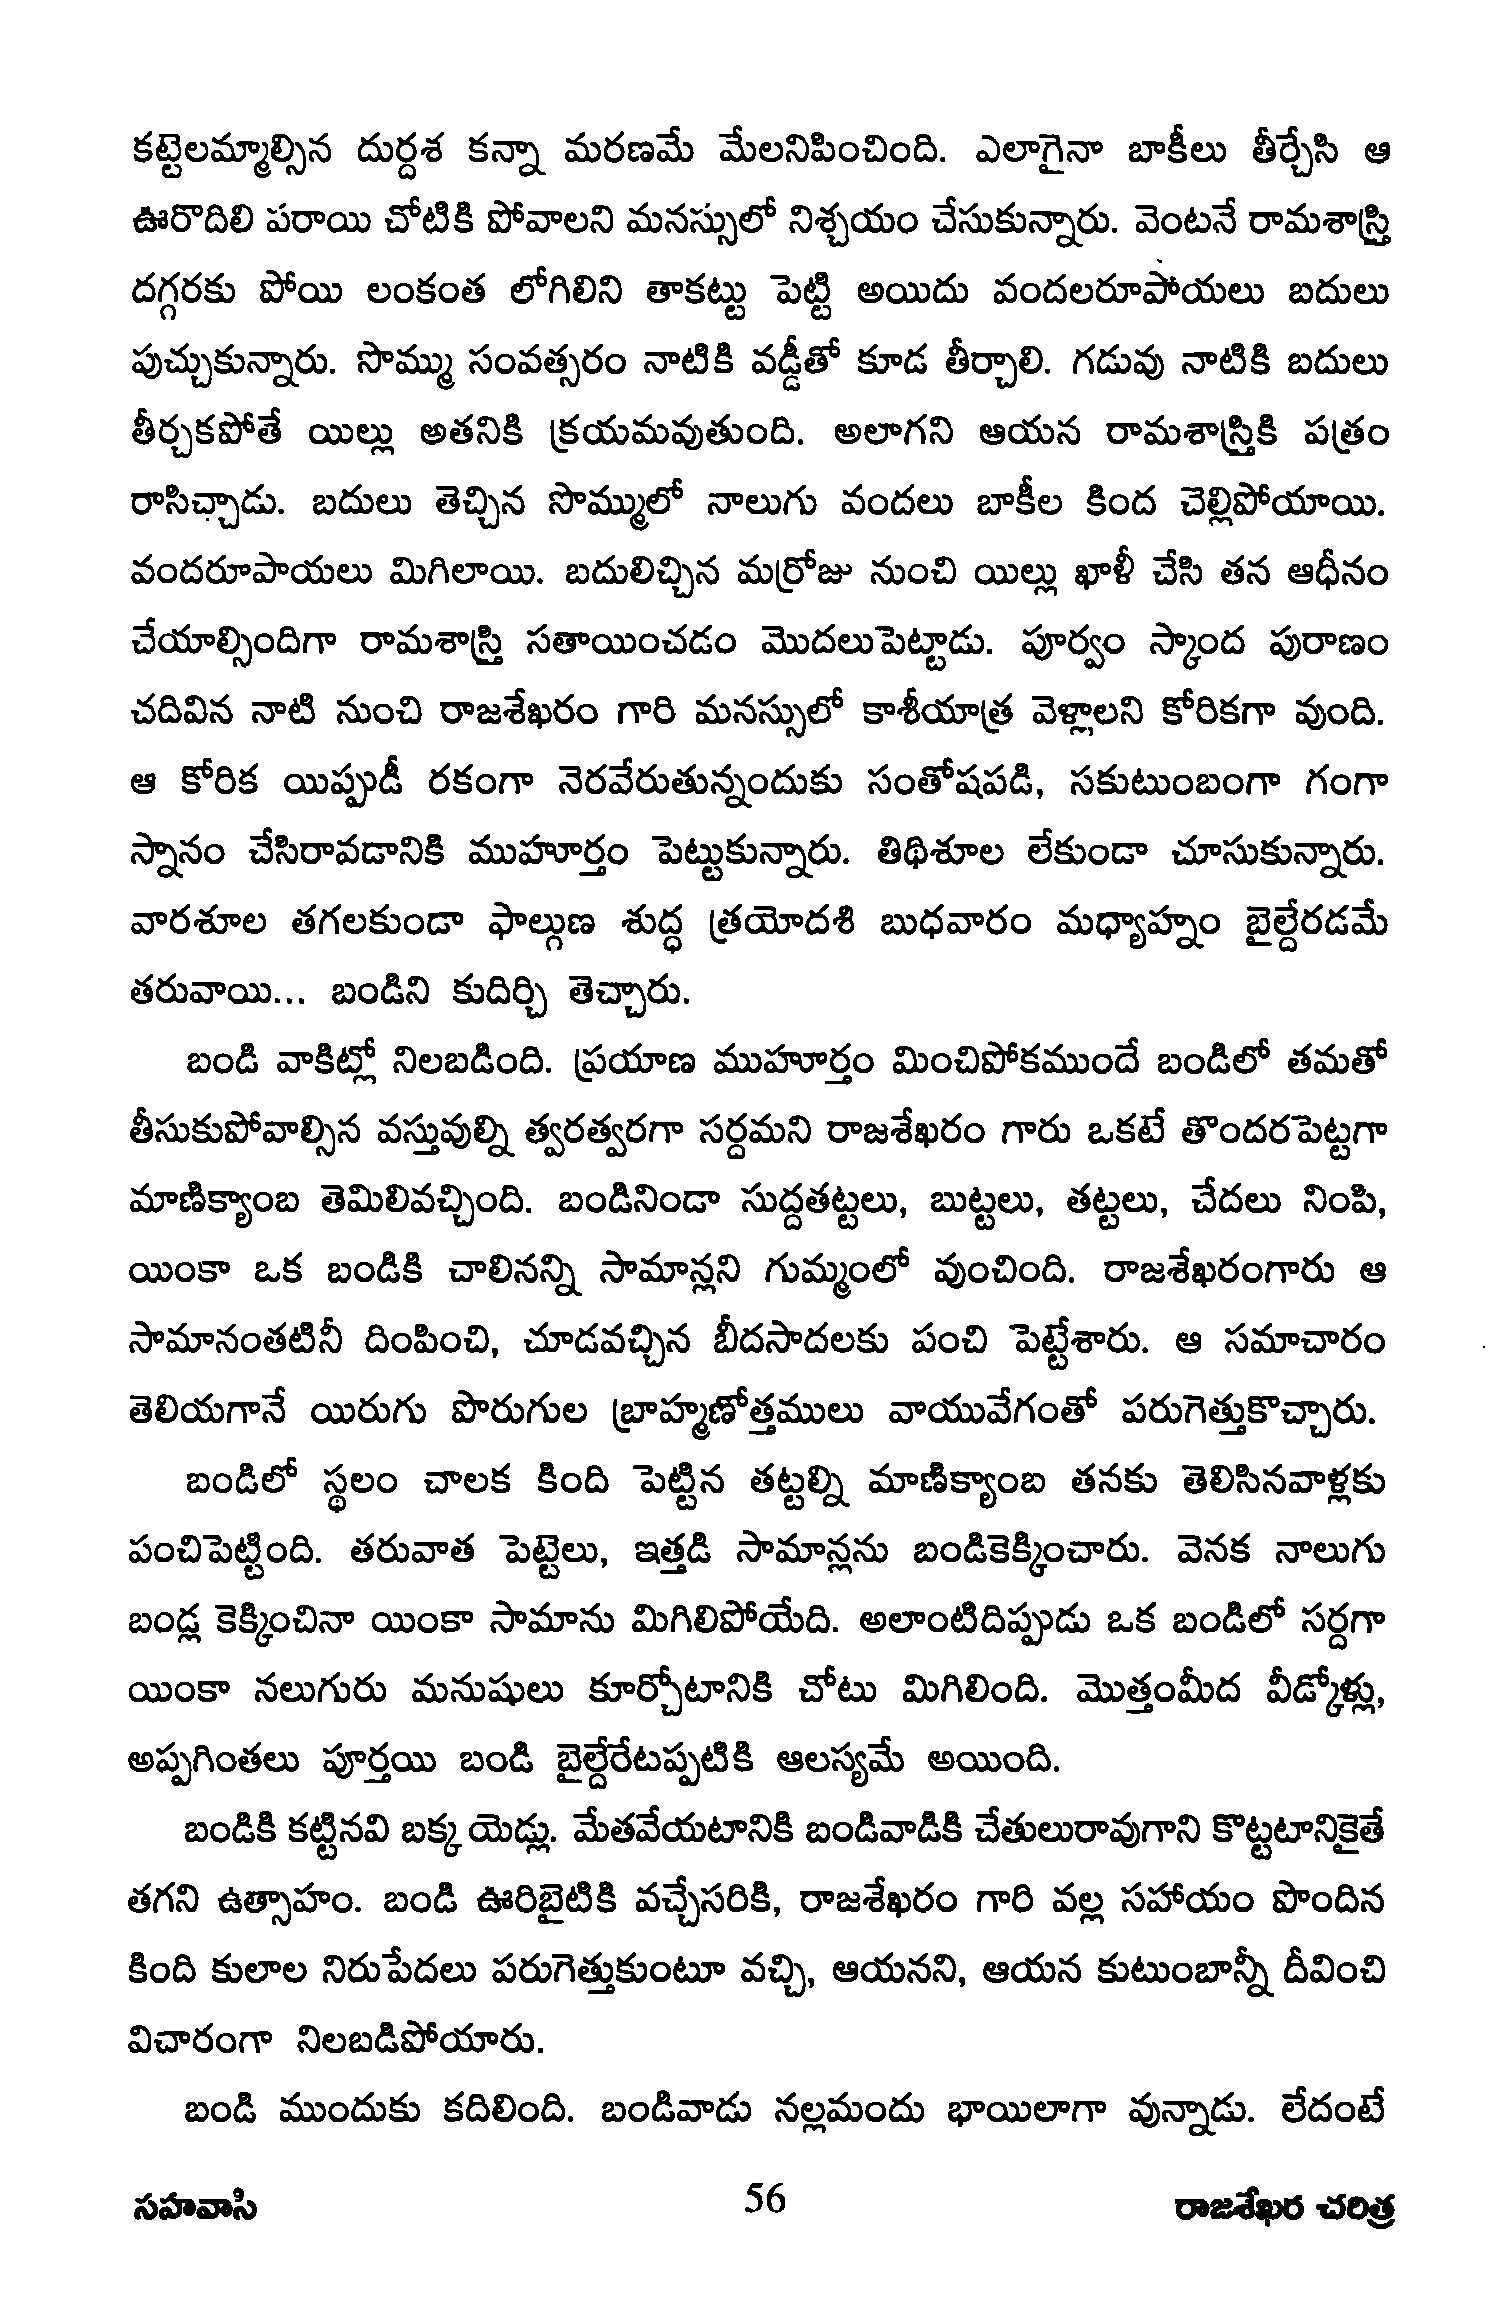 కట్టెలమ్మాల్సిన దుర్దశ కన్నా మరణమే మేలనిపించింది. ఎలాగైనా బాకీలు తీర్చేసి ఆ
ఊరొదిలి పరాయి చోటికి పోవాలని మనస్సులో నిశ్చయం చేసుకున్నారు. వెంటనే రామశాస్త్రి
దగ్గరకు పోయి లంకంత లోగిలిని తాకట్టు పెట్టి అయిదు వందలరూపాయలు బదులు
పుచ్చుకున్నారు. సొమ్ము సంవత్సరం నాటికి వడ్డీతో కూడ తీర్చాలి. గడువు నాటికి బదులు
తీర్చకపోతే యిల్లు అతనికి క్రయమవుతుంది. అలాగని ఆయన రామశాస్త్రికి పత్రం
రాసిచ్చాడు. బదులు తెచ్చిన సొమ్ములో నాలుగు వందలు బాకీల కింద చెల్లిపోయాయి.
వందరూపాయలు మిగిలాయి. బదులిచ్చిన మర్రోజు నుంచి యిల్లు ఖాళీ చేసి తన ఆధీనం
చేయాల్సిందిగా రామశాస్త్రి సతాయించడం మొదలుపెట్టాడు. పూర్వం స్కాంద పురాణం
చదివిన నాటి నుంచి రాజశేఖరం గారి మనస్సులో కాశీయాత్ర వెళ్లాలని కోరికగా వుంది.
ఆ కోరిక యిప్పుడీ రకంగా నెరవేరుతున్నందుకు సంతోషపడి, సకుటుంబంగా గంగా
స్నానం చేసిరావడానికి ముహూర్తం పెట్టుకున్నారు. తిథిశూల లేకుండా చూసుకున్నారు.
వారశూల తగలకుండా ఫాల్గుణ శుద్ధ త్రయోదశి బుధవారం మధ్యాహ్నం బైల్దేరడమే
తరువాయి... బండిని కుదిర్చి తెచ్చారు.
బండి వాకిట్లో నిలబడింది. ప్రయాణ ముహూర్తం మించిపోకముందే బండిలో తమతో
తీసుకుపోవాల్సిన వస్తువుల్ని త్వరత్వరగా సర్దమని రాజశేఖరం గారు ఒకటే తొందరపెట్టగా
మాణిక్యాంబ తెమిలివచ్చింది. బండినిండా సుద్దతట్టలు, బుట్టలు, తట్టలు, చేదలు నింపి,
యింకా ఒక బండికి చాలినన్ని సామాన్లని గుమ్మంలో వుంచింది. రాజశేఖరంగారు ఆ
సామానంతటినీ దింపించి, చూడవచ్చిన బీదసాదలకు పంచి పెట్టేశారు. ఆ సమాచారం
తెలియగానే యిరుగు పొరుగుల బ్రాహ్మణోత్తములు వాయువేగంతో పరుగెత్తుకొచ్చారు.
బండిలో స్థలం చాలక కింది పెట్టిన తట్టల్ని మాణిక్యాంబ తనకు తెలిసినవాళ్లకు
పంచిపెట్టింది. తరువాత పెట్టెలు, ఇత్తడి సామాన్లను బండికెక్కించారు. వెనక నాలుగు
బండ్ల కెక్కించినా యింకా సామాను మిగిలిపోయేది. అలాంటిదిప్పుడు ఒక బండిలో సర్దగా
యింకా నలుగురు మనుషులు కూర్చోటానికి చోటు మిగిలింది. మొత్తంమీద వీడ్కోళ్లు,
అప్పగింతలు పూర్తయి బండి బైల్దేరేటప్పటికి ఆలస్యమే అయింది.
బండికి కట్టినవి బక్క యెడ్లు. మేతవేయటానికి బండివాడికి చేతులురావుగాని కొట్టటానికైతే
తగని ఉత్సాహం. బండి ఊరిబైటికి వచ్చేసరికి, రాజశేఖరం గారి వల్ల సహాయం పొందిన
కింది కులాల నిరుపేదలు పరుగెత్తుకుంటూ వచ్చి, ఆయనని, ఆయన కుటుంబాన్నీ దీవించి
విచారంగా నిలబడిపోయారు.
బండి ముందుకు కదిలింది. బండివాడు నల్లమందు భాయిలాగా వున్నాడు. లేదంటే
సహవాసి 56 రాజశేఖర చరిత్ర